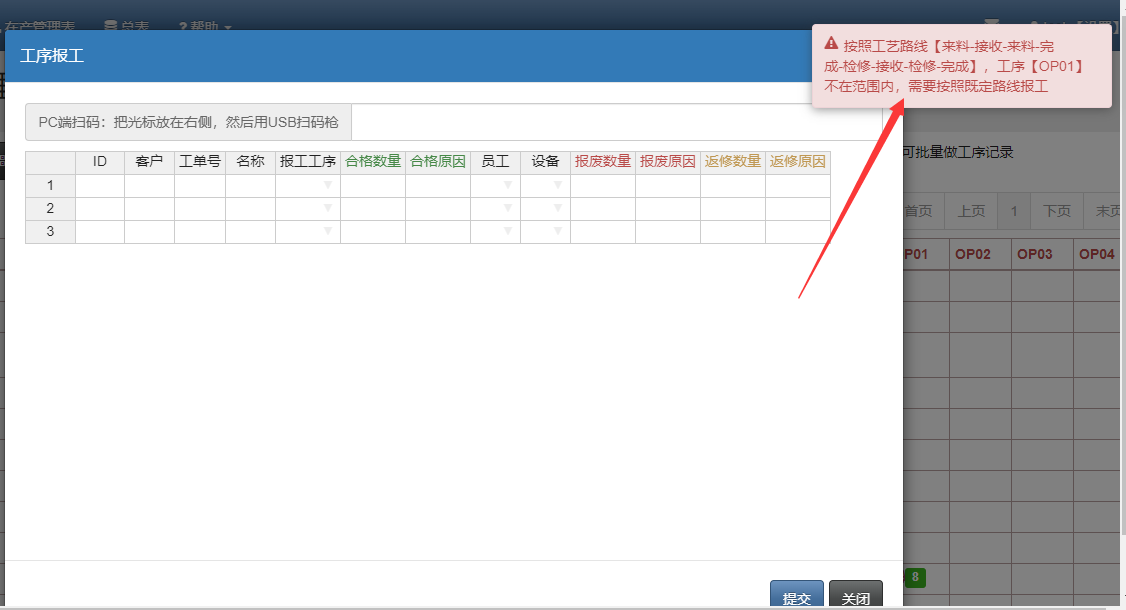 在产管理表 总表 ? 帮助
工序报工
按照工艺路线【来料-接收-来料-完
成-检修-接收-检修-完成】，工序【OP01】
不在范围内，需要按照既定路线报工
PC端扫码：把光标放在右侧，然后用USB扫码枪
可批量做工序记录
ID 客户 工单号 名称 报工工序 合格数量 合格原因 员工 设备 报废数量 报废原因 返修数量 返修原因
1
2
3
首页 上页 1 下页 末页
P01 OP02 OP03 OP04
8
提交 关闭